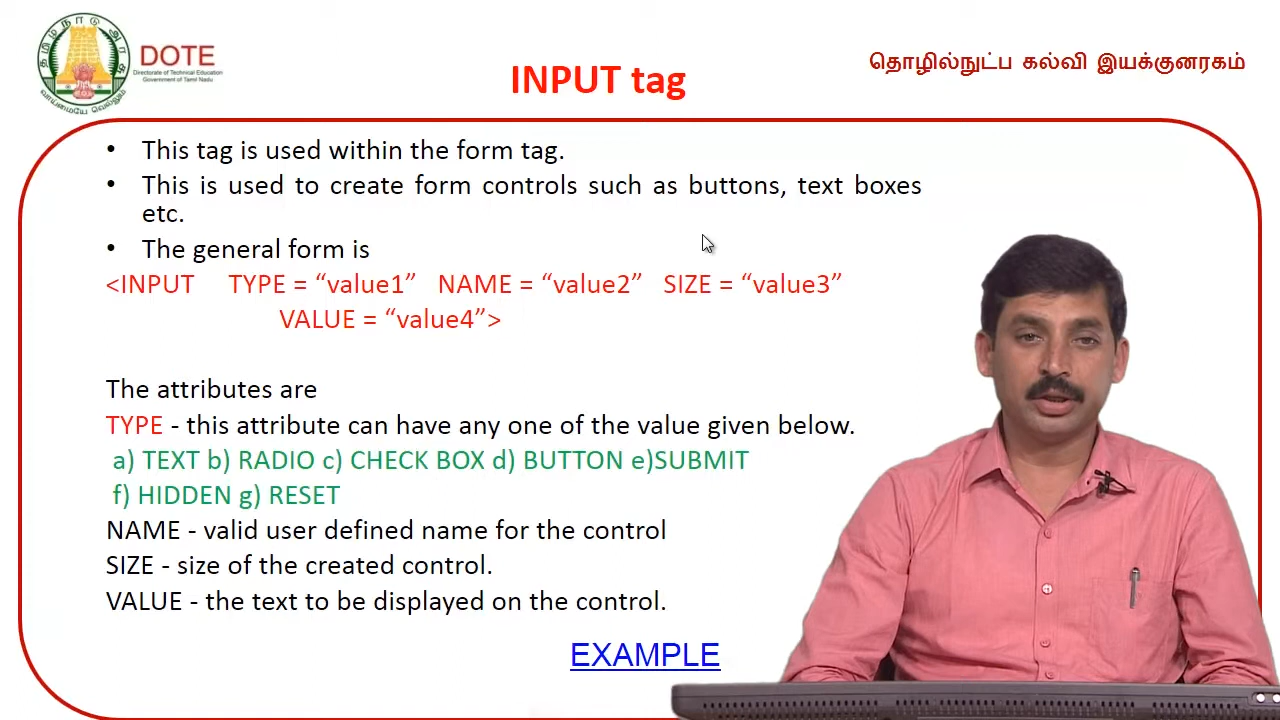 தமிழ்நாடு அரசு
வாய்மையே வெல்லும்
DOTE
Directorate of Technical Education
Government of Tamil Nadu
தொழில்நுட்ப கல்வி இயக்குனரகம்
INPUT tag
• This tag is used within the form tag.
• This is used to create form controls such as buttons, text boxes
etc.
• The general form is
<INPUT TYPE = “value1” NAME = “value2” SIZE = “value3”
VALUE = “value4”>
The attributes are
TYPE - this attribute can have any one of the value given below.
a) TEXT b) RADIO c) CHECK BOX d) BUTTON e)SUBMIT
f) HIDDEN g) RESET
NAME - valid user defined name for the control
SIZE - size of the created control.
VALUE - the text to be displayed on the control.
EXAMPLE